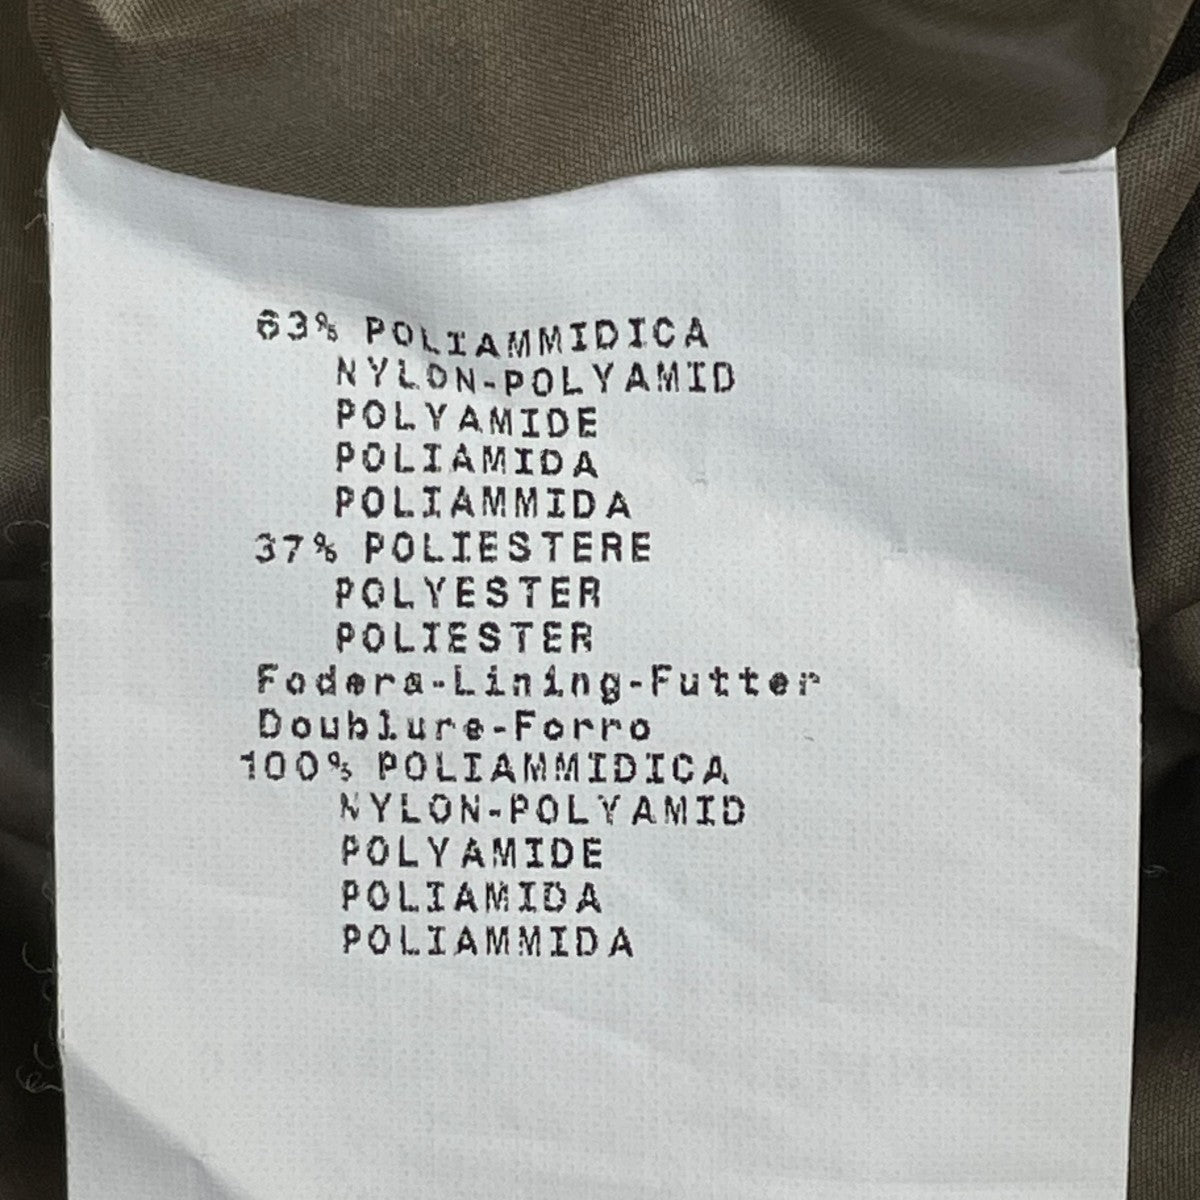 63% POLIAMMIDICA
NYLON-POLYAMID
POLYAMIDE
POLIAMIDA
POLIAMMIDA
37% POLIESTERE
POLYESTER
POLIESTER
Fodera-Lining-Futter
Doublure-Forro
100% POLIAMMIDICA
NYLON-POLYAMID
POLYAMIDE
POLIAMIDA
POLIAMMIDA